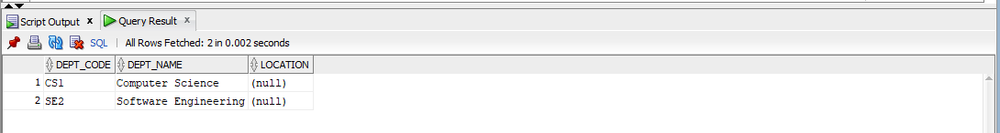 Script Output x Query Result x
SQL | All Rows Fetched: 2 in 0.002 seconds
DEPT_CODE DEPT_NAME LOCATION
1 CS1 Computer Science (null)
2 SE2 Software Engineering (null)